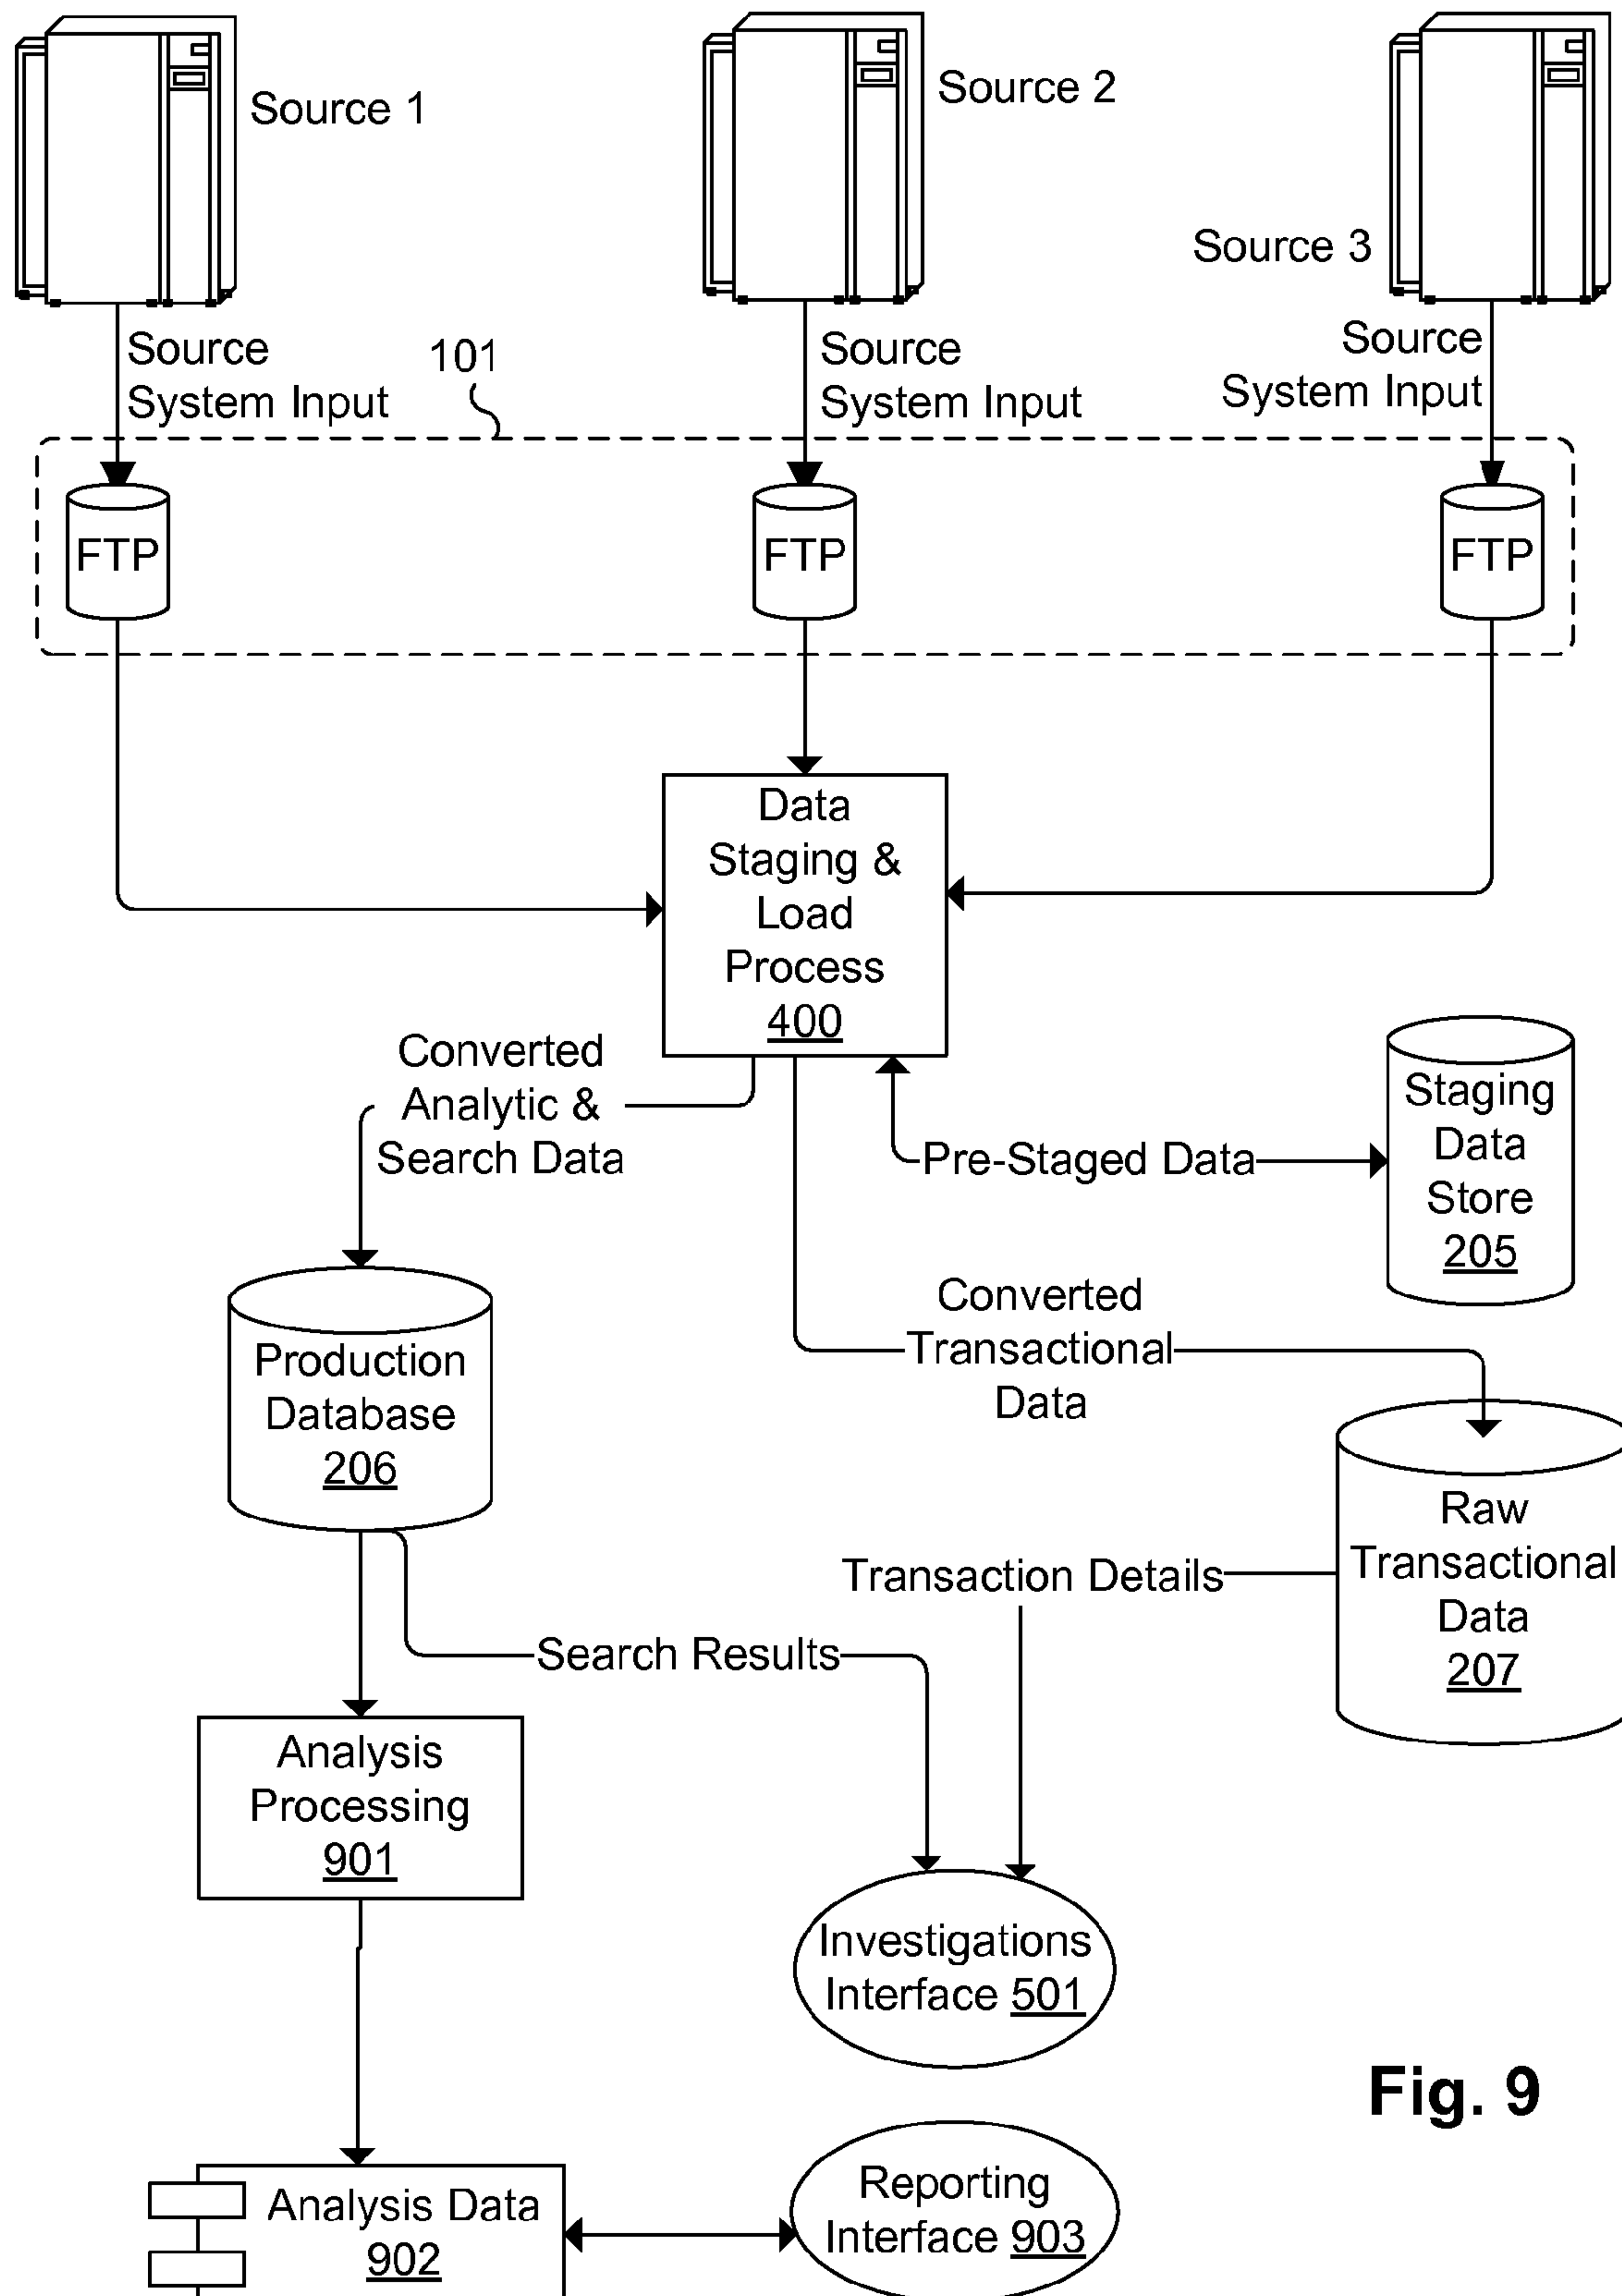 Source 1
Source 2
Source 3
Source
System Input
101
Source
System Input
Source
System Input
FTP
FTP
FTP
Data
Staging &
Load
Process
400
Converted
Analytic &
Search Data
Pre-Staged Data
Staging
Data
Store
205
Converted
Transactional
Data
Production
Database
206
Raw
Transactional
Data
207
Transaction Details
Search Results
Analysis
Processing
901
Investigations
Interface 501
Fig. 9
Analysis Data
902
Reporting
Interface 903